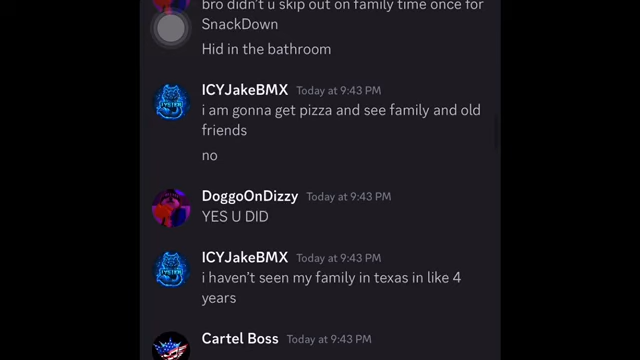 bro didn't u skip out on family time once for
SnackDown
Hid in the bathroom
ICYJakeBMX Today at 9:43 PM
i am gonna get pizza and see family and old
friends
no
DoggoOnDizzy Today at 9:43 PM
YES U DID
ICYJakeBMX Today at 9:43 PM
i haven't seen my family in texas in like 4
years
Cartel Boss Today at 9:43 PM